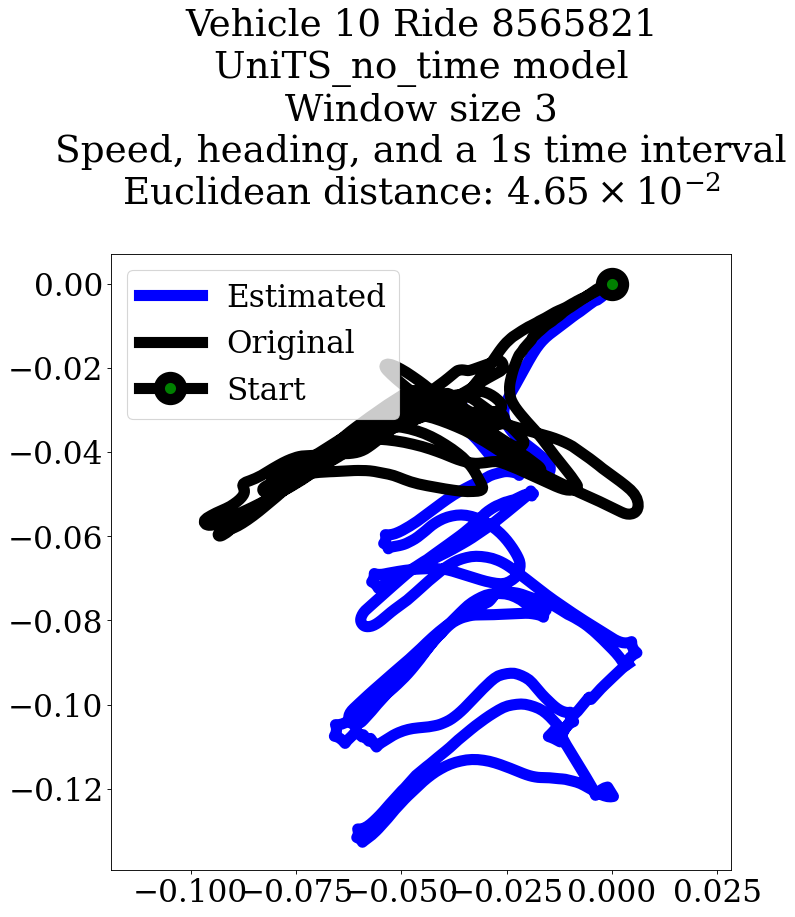 Vehicle 10 Ride 8565821
UniTS_no_time model
Window size 3
Speed, heading, and a 1s time interval
Euclidean distance: 4.65 × 10⁻²
Estimated
Original
Start
0.00
−0.02
−0.04
−0.06
−0.08
−0.10
−0.12
−0.100 −0.075 −0.050 −0.025 0.000 0.025